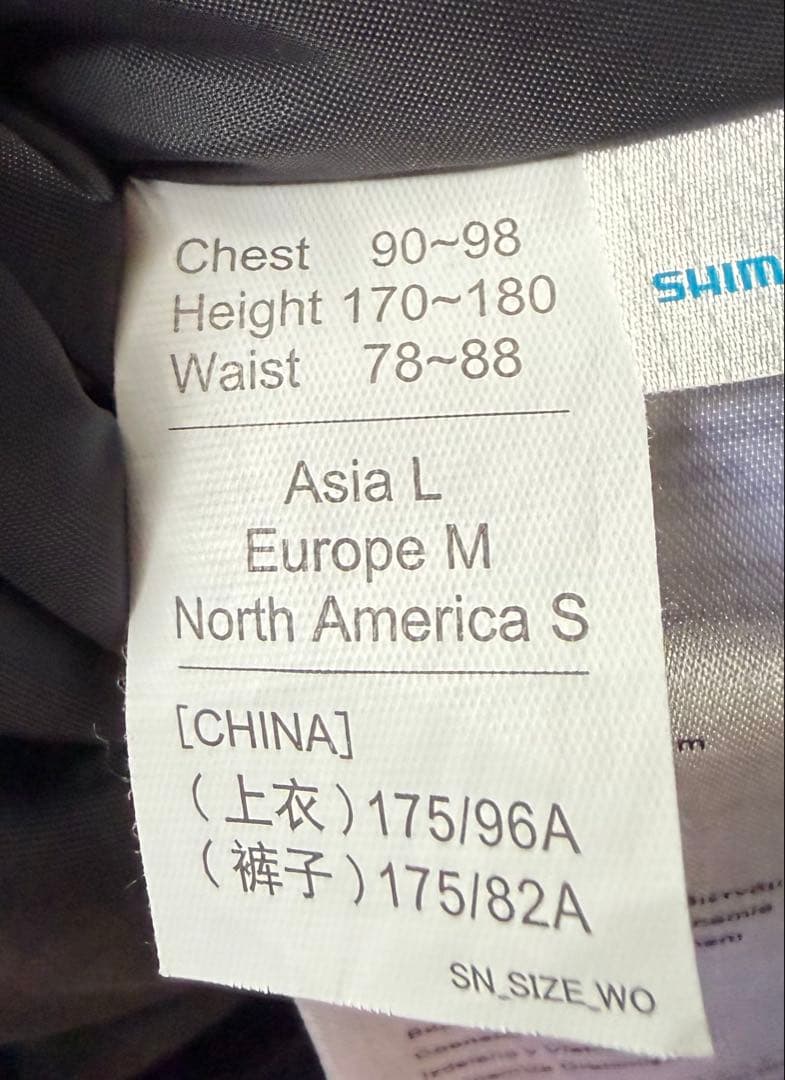 Chest 90~98
Height 170~180
Waist 78~88
Asia L
Europe M
North America S
[CHINA]
（上衣）175/96A
（裤子）175/82A
SN_SIZE_WO
SHIM
m